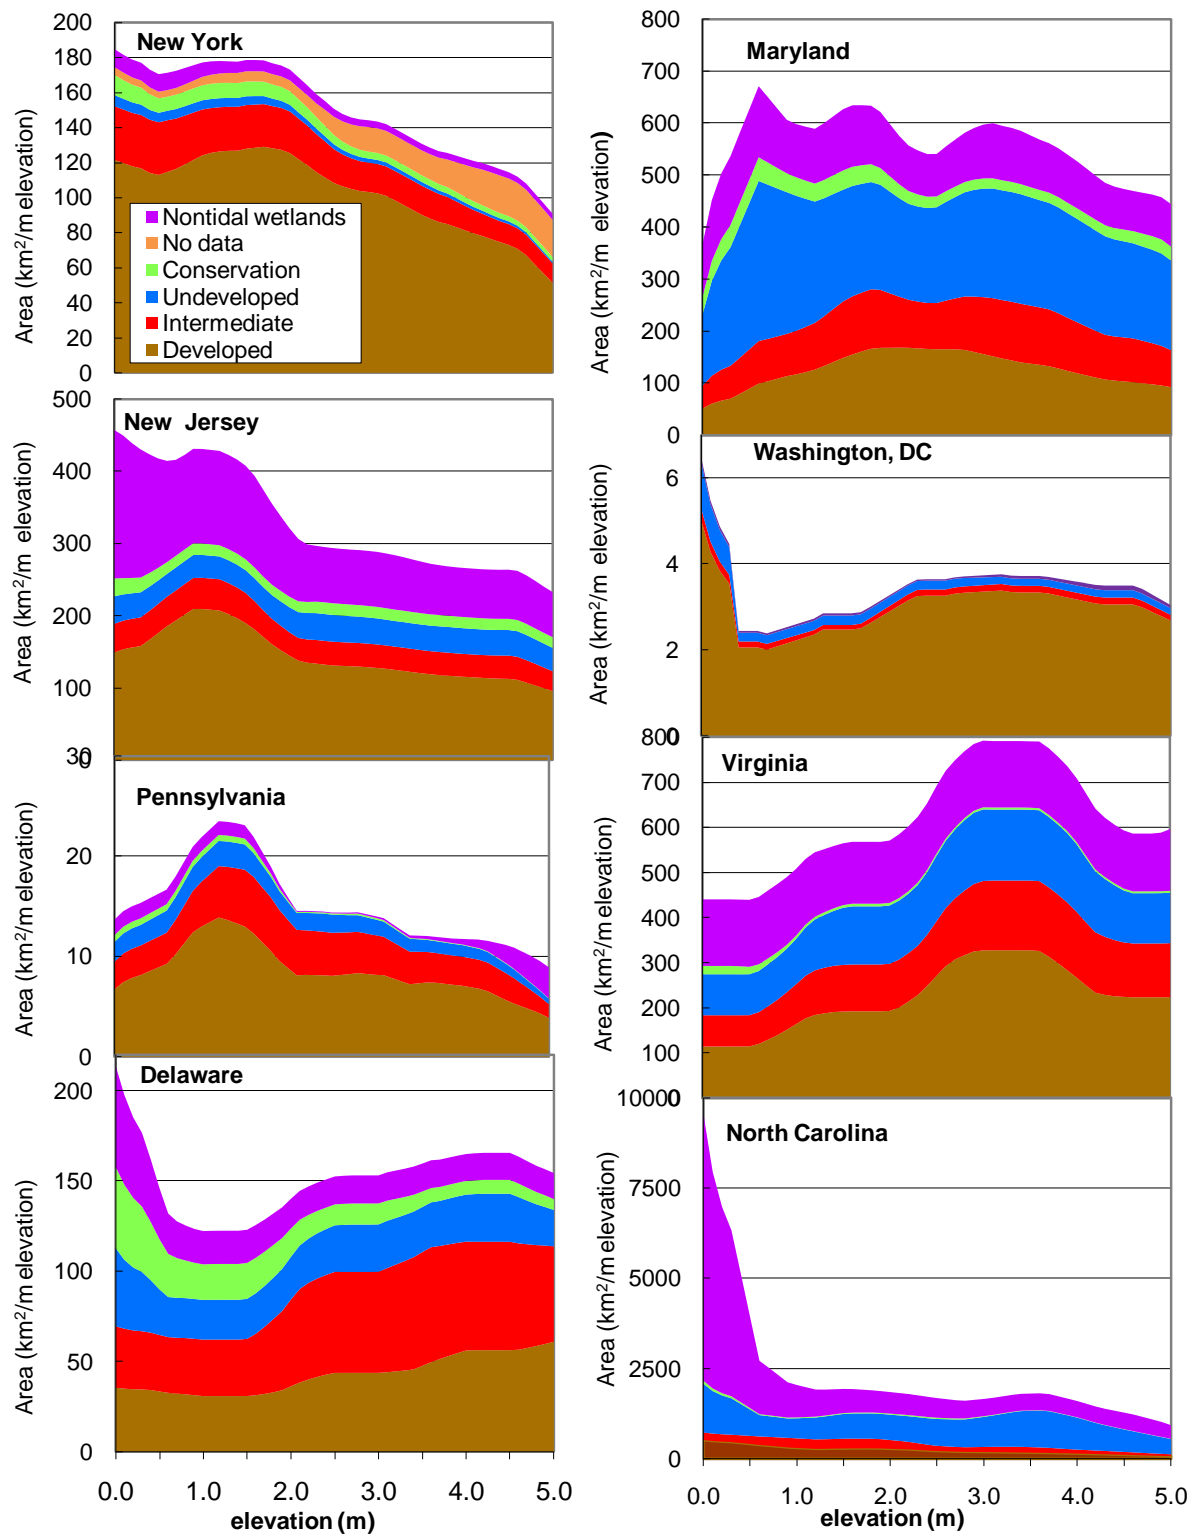 New York
200
180
160
140
120
100
80
60
40
20
0
Area (km²/m elevation)
Nontidal wetlands
No data
Conservation
Undeveloped
Intermediate
Developed
New Jersey
500
400
300
200
100
0
Area (km²/m elevation)
Pennsylvania
30
20
10
0
Area (km²/m elevation)
Delaware
200
150
100
50
0
Area (km²/m elevation)
0.0 1.0 2.0 3.0 4.0 5.0
elevation (m)
Maryland
800
700
600
500
400
300
200
100
0
Area (km²/m elevation)
Washington, DC
6
4
2
0
Area (km²/m elevation)
Virginia
800
700
600
500
400
300
200
100
0
Area (km²/m elevation)
North Carolina
10000
7500
5000
2500
0
Area (km²/m elevation)
0.0 1.0 2.0 3.0 4.0 5.0
elevation (m)